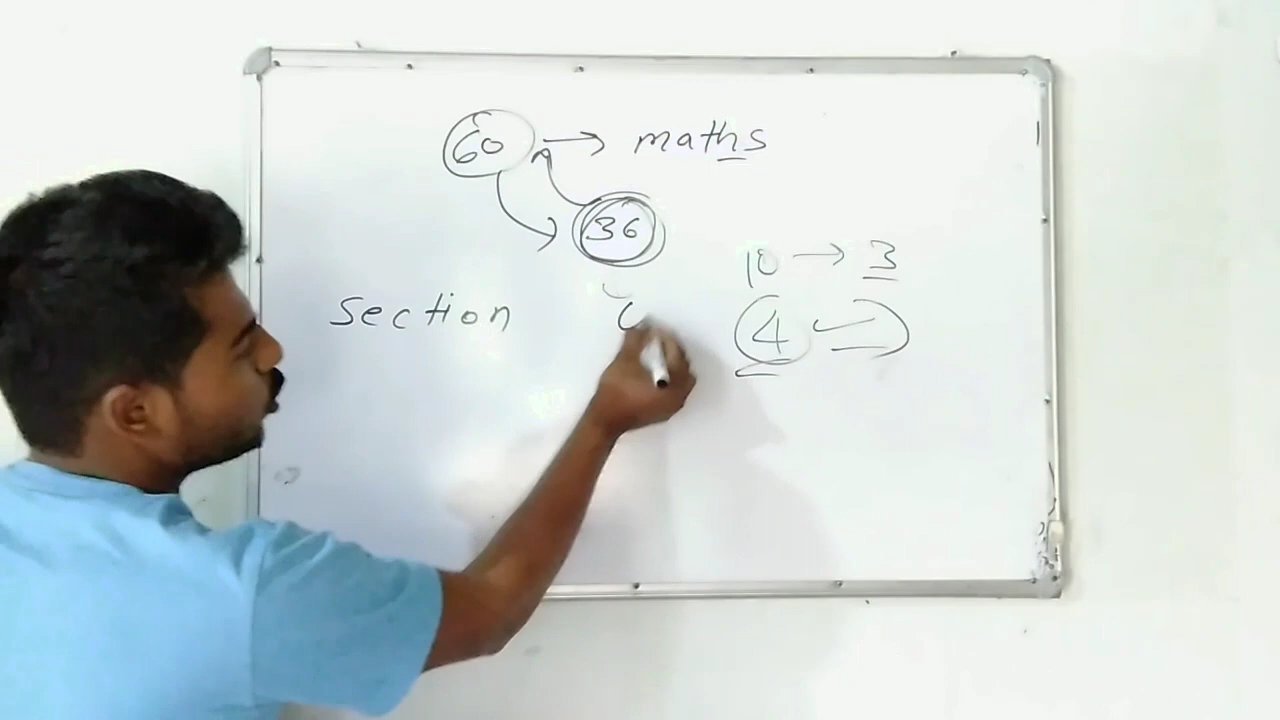 60 → maths
36
10 → 3
section
4